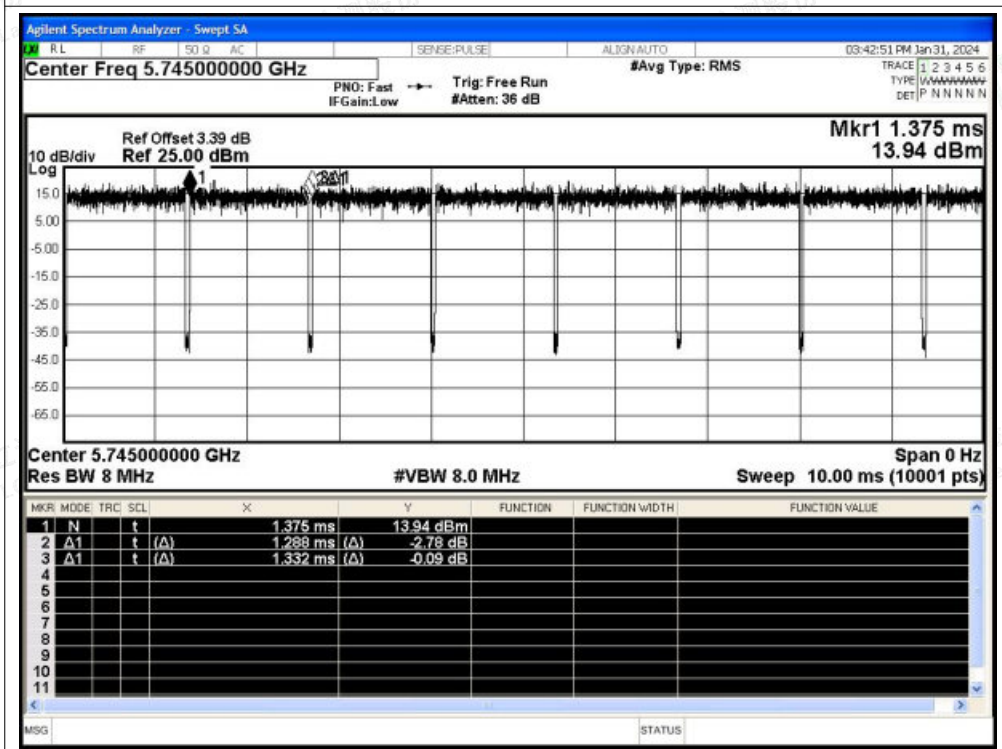 Agilent Spectrum Analyzer - Swept SA
RL RF 50 Ω AC SENSE:PULSE ALIGN AUTO 03:42:51 PM Jan 31, 2024
Center Freq 5.745000000 GHz
PNO: Fast
IFGain:Low
Trig: Free Run
#Atten: 36 dB
#Avg Type: RMS
TRACE 1 2 3 4 5 6
TYPE
DET P N N N N N
Mkr1 1.375 ms
13.94 dBm
Ref Offset 3.39 dB
10 dB/div Ref 25.00 dBm
Log
1
15.0
5.00
-5.00
-15.0
-25.0
-35.0
-45.0
-55.0
-65.0
Center 5.745000000 GHz Span 0 Hz
Res BW 8 MHz #VBW 8.0 MHz Sweep 10.00 ms (10001 pts)
MKR MODE TRC SCL X Y FUNCTION FUNCTION WIDTH FUNCTION VALUE
1 N t 1.375 ms 13.94 dBm
2 Δ1 t (Δ) 1.288 ms (Δ) -2.78 dB
3 Δ1 t (Δ) 1.332 ms (Δ) -0.09 dB
4
5
6
7
8
9
10
11
MSG STATUS